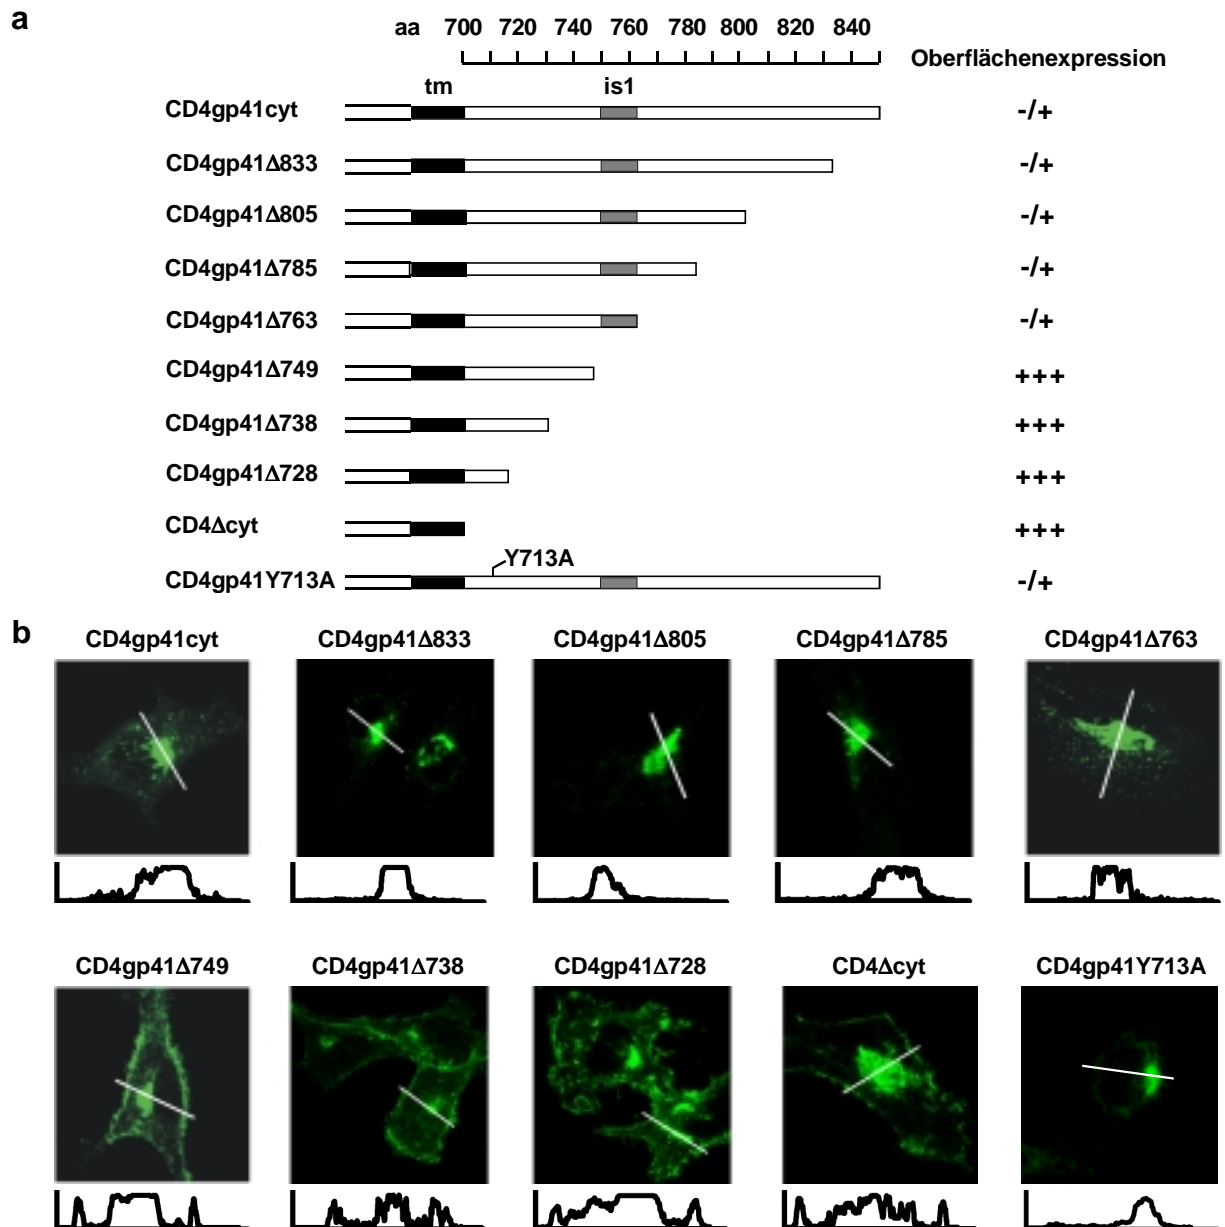 a
aa 700 720 740 760 780 800 820 840
Oberflächenexpression
tm is1
CD4gp41cyt -/+
CD4gp41Δ833 -/+
CD4gp41Δ805 -/+
CD4gp41Δ785 -/+
CD4gp41Δ763 -/+
CD4gp41Δ749 +++
CD4gp41Δ738 +++
CD4gp41Δ728 +++
CD4Δcyt +++
Y713A
CD4gp41Y713A -/+
b
CD4gp41cyt CD4gp41Δ833 CD4gp41Δ805 CD4gp41Δ785 CD4gp41Δ763
CD4gp41Δ749 CD4gp41Δ738 CD4gp41Δ728 CD4Δcyt CD4gp41Y713A